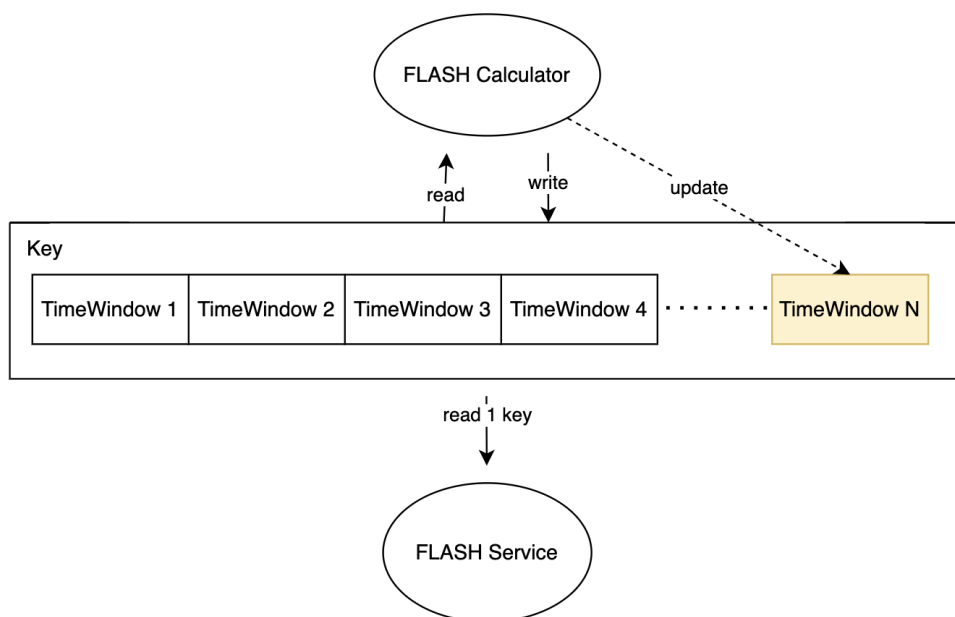 FLASH Calculator
read
write
update
Key
TimeWindow 1
TimeWindow 2
TimeWindow 3
TimeWindow 4
TimeWindow N
read 1 key
FLASH Service